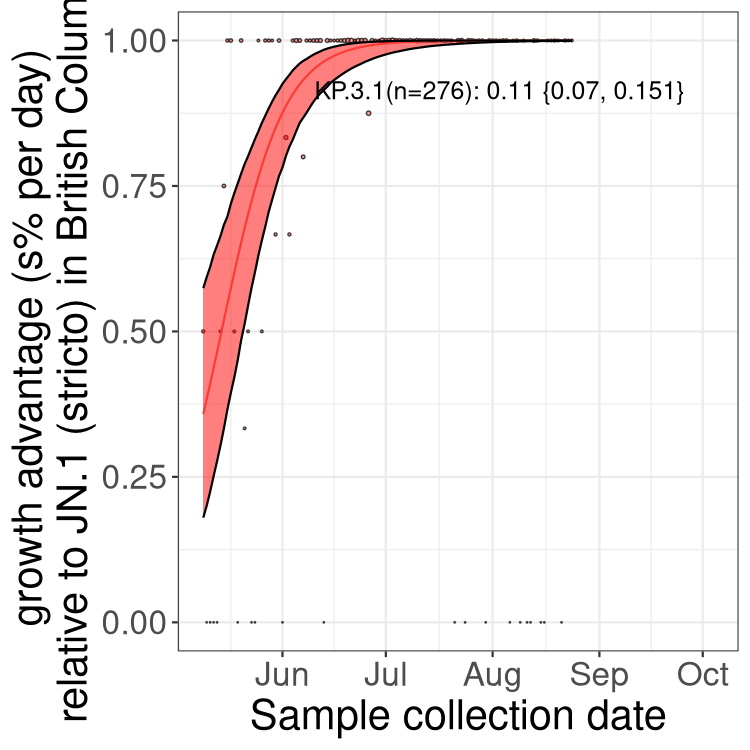 growth advantage (s% per day)
relative to JN.1 (stricto) in British Colum
1.00
0.75
0.50
0.25
0.00
KP.3.1(n=276): 0.11 {0.07, 0.151}
Jun Jul Aug Sep Oct
Sample collection date